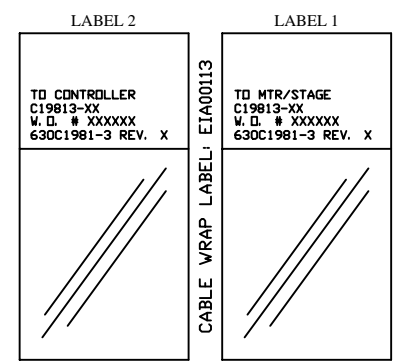 LABEL 2
TO CONTROLLER
C19813-XX
W.O. # XXXXXX
630C1981-3 REV. X
CABLE WRAP LABEL: EIA00113
LABEL 1
TO MTR/STAGE
C19813-XX
W.O. # XXXXXX
630C1981-3 REV. X